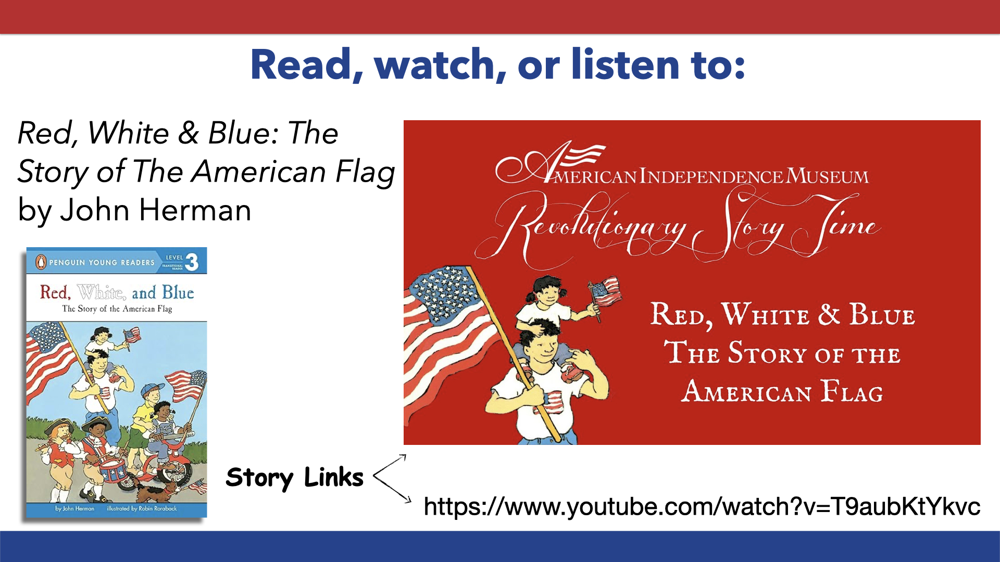 Read, watch, or listen to:
Red, White & Blue: The
Story of The American Flag
by John Herman
PENGUIN YOUNG READERS
LEVEL 3
TRANSITIONAL
READER
Red, White, and Blue
The Story of the American Flag
by John Herman illustrated by Robin Roraback
AMERICAN INDEPENDENCE MUSEUM
Revolutionary Story Time
RED, WHITE & BLUE
THE STORY OF THE
AMERICAN FLAG
Story Links
https://www.youtube.com/watch?v=T9aubKtYkvc